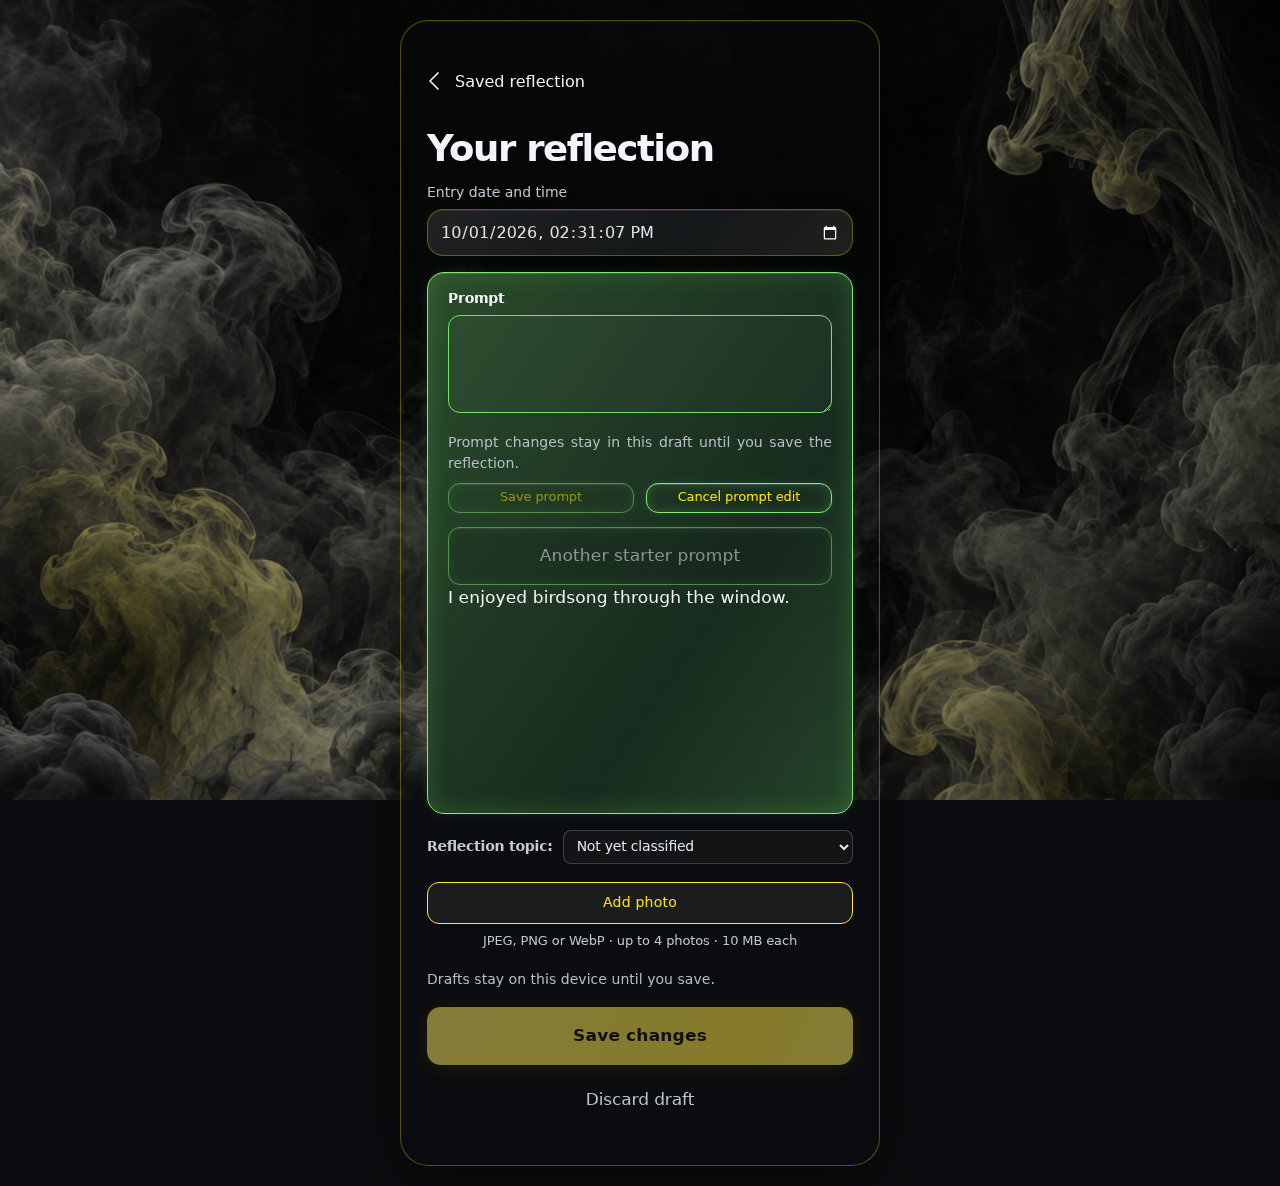 Saved reflection
Your reflection
Entry date and time
10/01/2026, 02:31:07 PM
Prompt
Prompt changes stay in this draft until you save the
reflection.
Save prompt
Cancel prompt edit
Another starter prompt
I enjoyed birdsong through the window.
Reflection topic:
Not yet classified
Add photo
JPEG, PNG or WebP · up to 4 photos · 10 MB each
Drafts stay on this device until you save.
Save changes
Discard draft